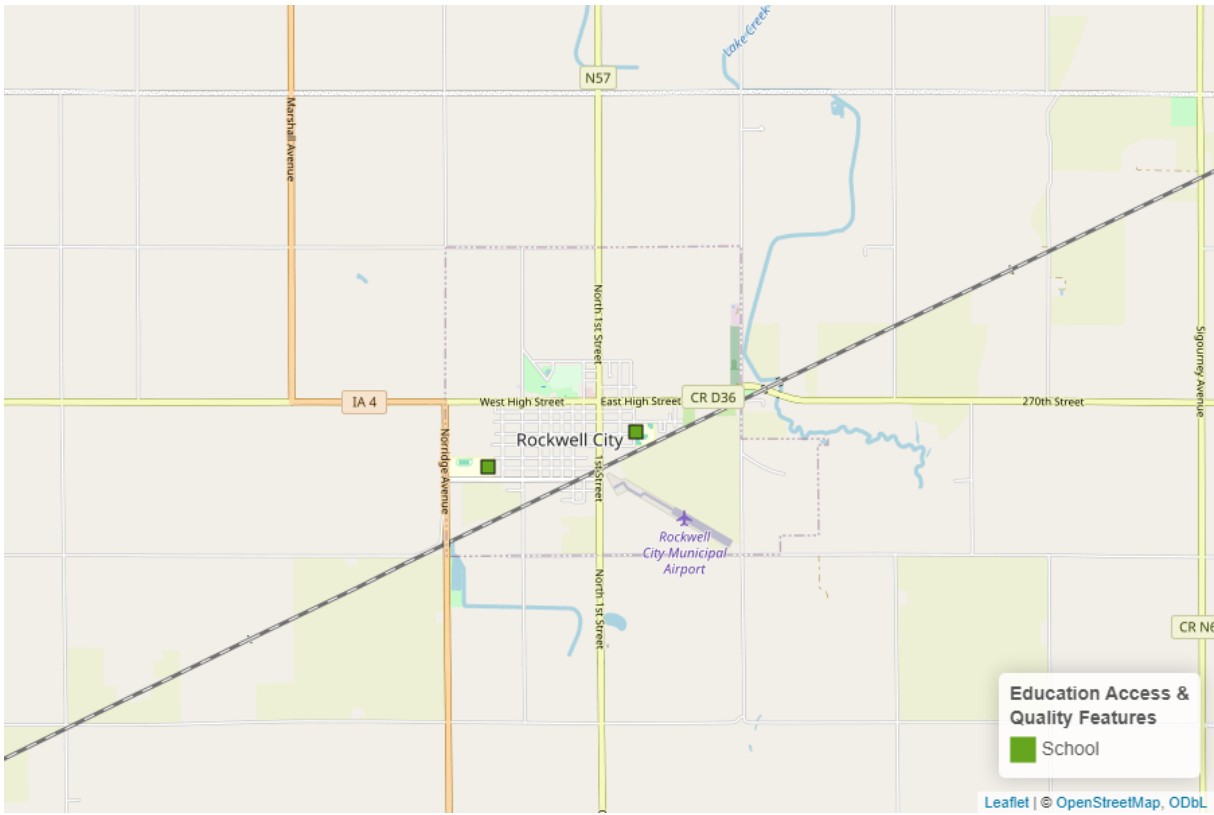 Lake Creek
N57
Marshall Avenue
North 1st Street
Sigourney Avenue
IA 4
West High Street
East High Street
CR D36
270th Street
Rockwell City
Norridge Avenue
1st Street
Rockwell
City Municipal
Airport
North 1st Street
CR N6
Education Access &
Quality Features
School
Leaflet | © OpenStreetMap, ODbL